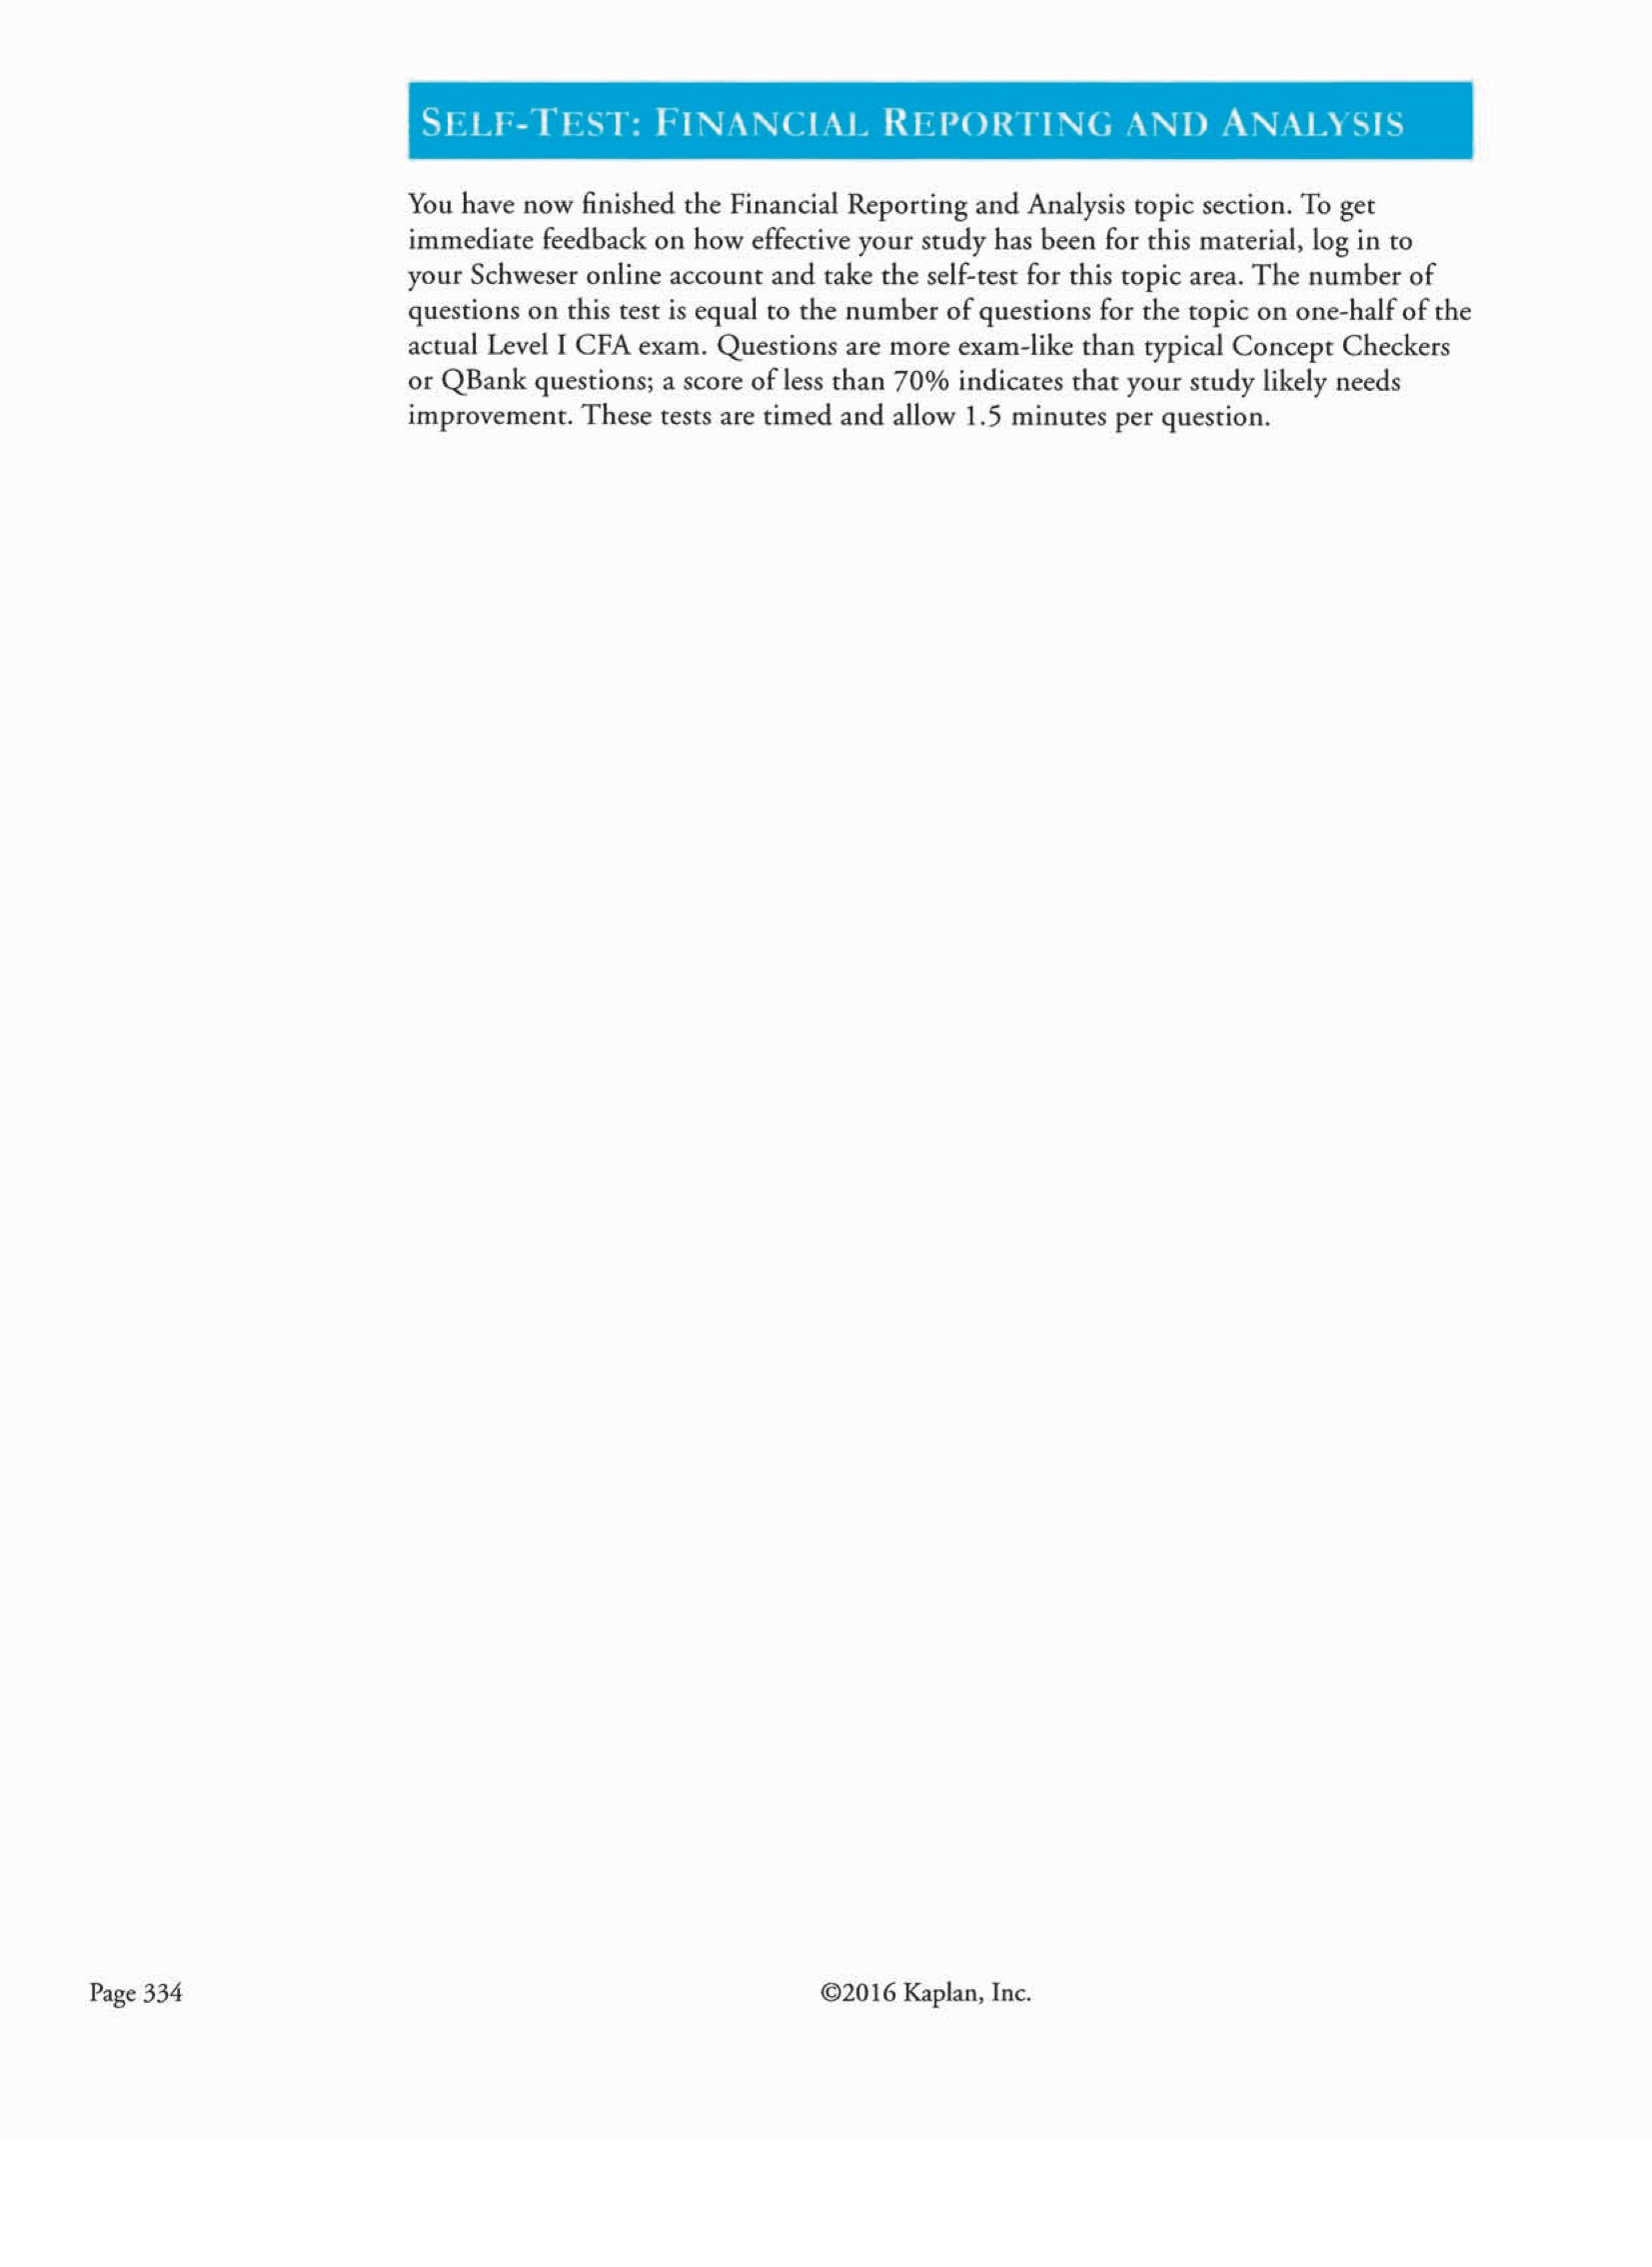 SELF-TEST: FINANCIAL REPORTING AND ANALYSIS
You have now finished the Financial Reporting and Analysis topic section. To get
immediate feedback on how effective your study has been for this material, log in to
your Schweser online account and take the self-test for this topic area. The number of
questions on this test is equal to the number of questions for the topic on one-half of the
actual Level I CFA exam. Questions are more exam-like than typical Concept Checkers
or QBank questions; a score of less than 70% indicates that your study likely needs
improvement. These tests are timed and allow 1.5 minutes per question.
Page 334
©2016 Kaplan, Inc.